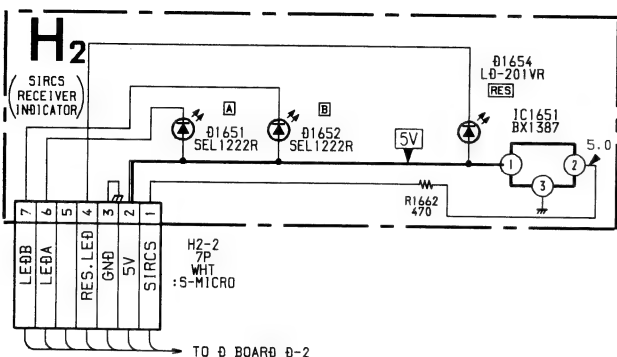 H2
(SIRCS
RECEIVER
INDICATOR)
D1654
LD-201VR
RES
IC1651
BX1387
A
D1651
SEL1222R
B
D1652
SEL1222R
5V
1
2
3
5.0
R1662
470
7
6
5
4
3
2
1
LEDB
LEDA
RES.LED
GND
5V
SIRCS
H2-2
7P
WHT
:S-MICRO
TO D BOARD D-2